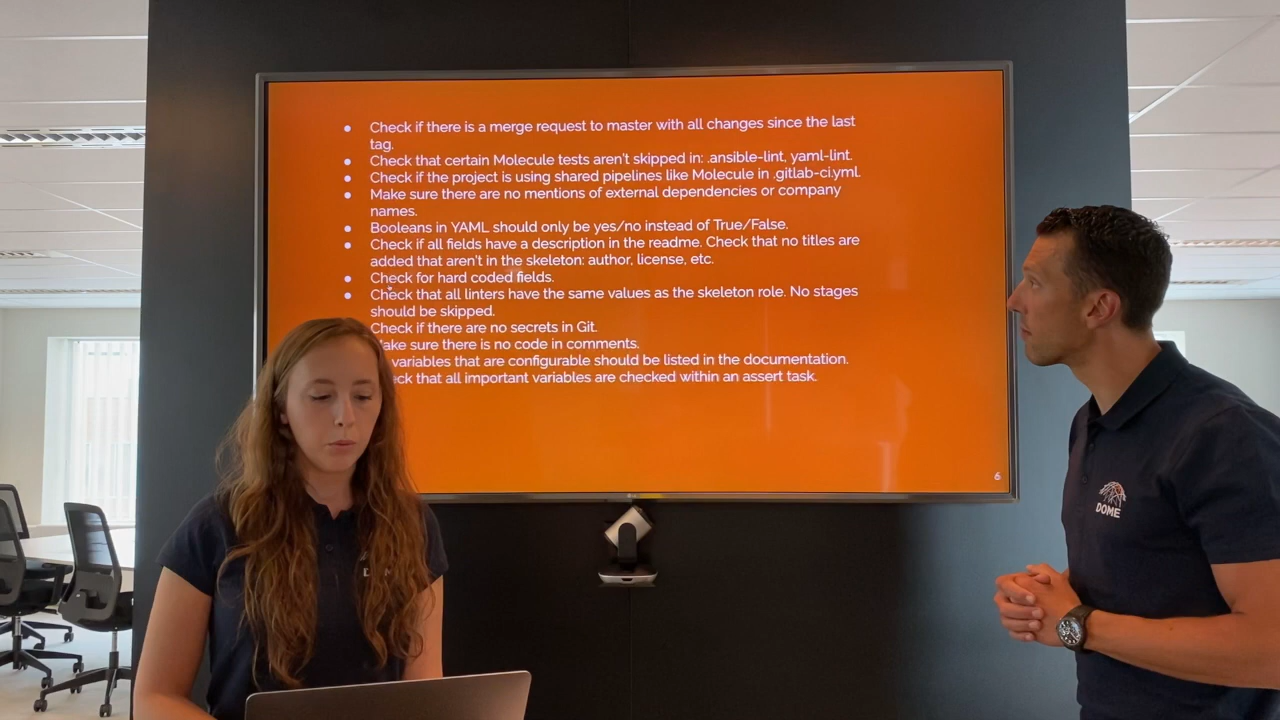 Check if there is a merge request to master with all changes since the last
tag.
Check that certain Molecule tests aren't skipped in: .ansible-lint, yaml-lint.
Check if the project is using shared pipelines like Molecule in .gitlab-ci.yml.
Make sure there are no mentions of external dependencies or company
names.
Booleans in YAML should only be yes/no instead of True/False.
Check if all fields have a description in the readme. Check that no titles are
added that aren't in the skeleton: author, license, etc.
Check for hard coded fields.
Check that all linters have the same values as the skeleton role. No stages
should be skipped.
Check if there are no secrets in Git.
Make sure there is no code in comments.
variables that are configurable should be listed in the documentation.
Check that all important variables are checked within an assert task.
6
LG
DOME